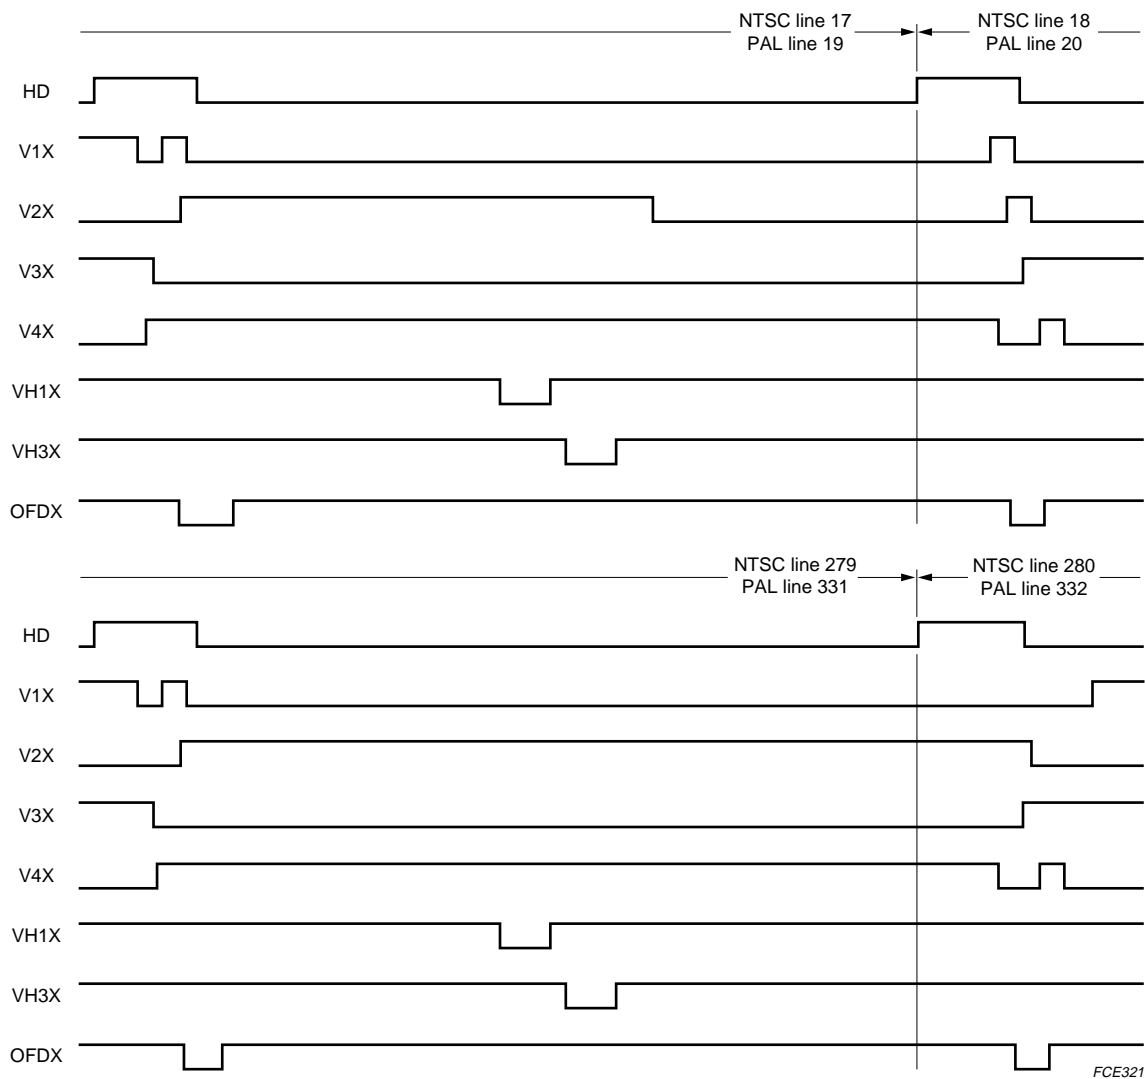 NTSC line 17 NTSC line 18
PAL line 19 PAL line 20
HD
V1X
V2X
V3X
V4X
VH1X
VH3X
OFDX
NTSC line 279 NTSC line 280
PAL line 331 PAL line 332
HD
V1X
V2X
V3X
V4X
VH1X
VH3X
OFDX
FCE321